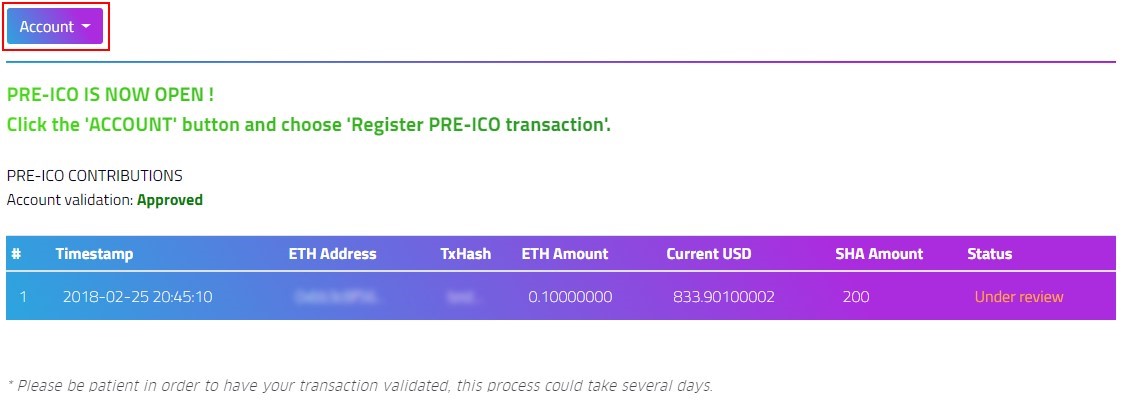 Account
PRE-ICO IS NOW OPEN !
Click the 'ACCOUNT' button and choose 'Register PRE-ICO transaction'.
PRE-ICO CONTRIBUTIONS
Account validation: Approved
# Timestamp ETH Address TxHash ETH Amount Current USD SHA Amount Status
1 2018-02-25 20:45:10 0.10000000 833.90100002 200 Under review
* Please be patient in order to have your transaction validated, this process could take several days.